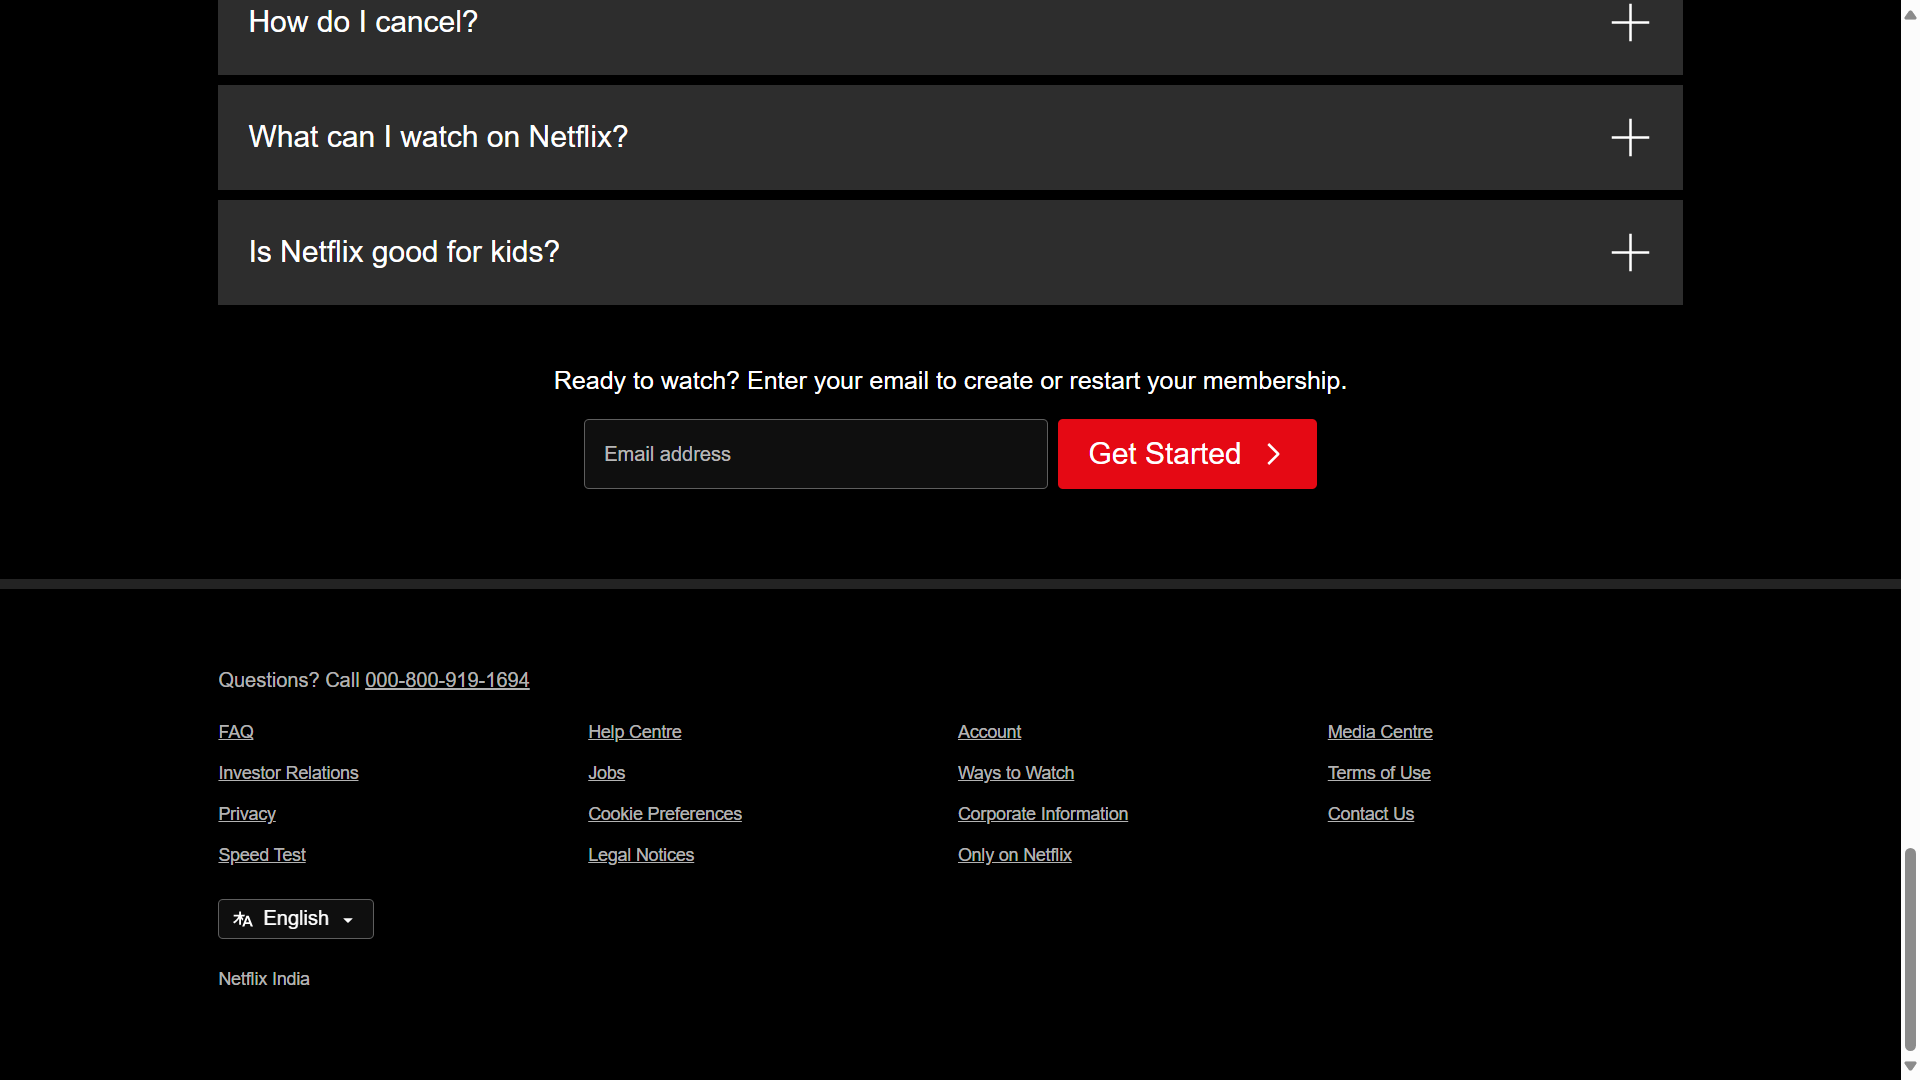 How do I cancel?
What can I watch on Netflix?
Is Netflix good for kids?
Ready to watch? Enter your email to create or restart your membership.
Email address
Get Started
Questions? Call 000-800-919-1694
FAQ
Help Centre
Account
Media Centre
Investor Relations
Jobs
Ways to Watch
Terms of Use
Privacy
Cookie Preferences
Corporate Information
Contact Us
Speed Test
Legal Notices
Only on Netflix
English
Netflix India